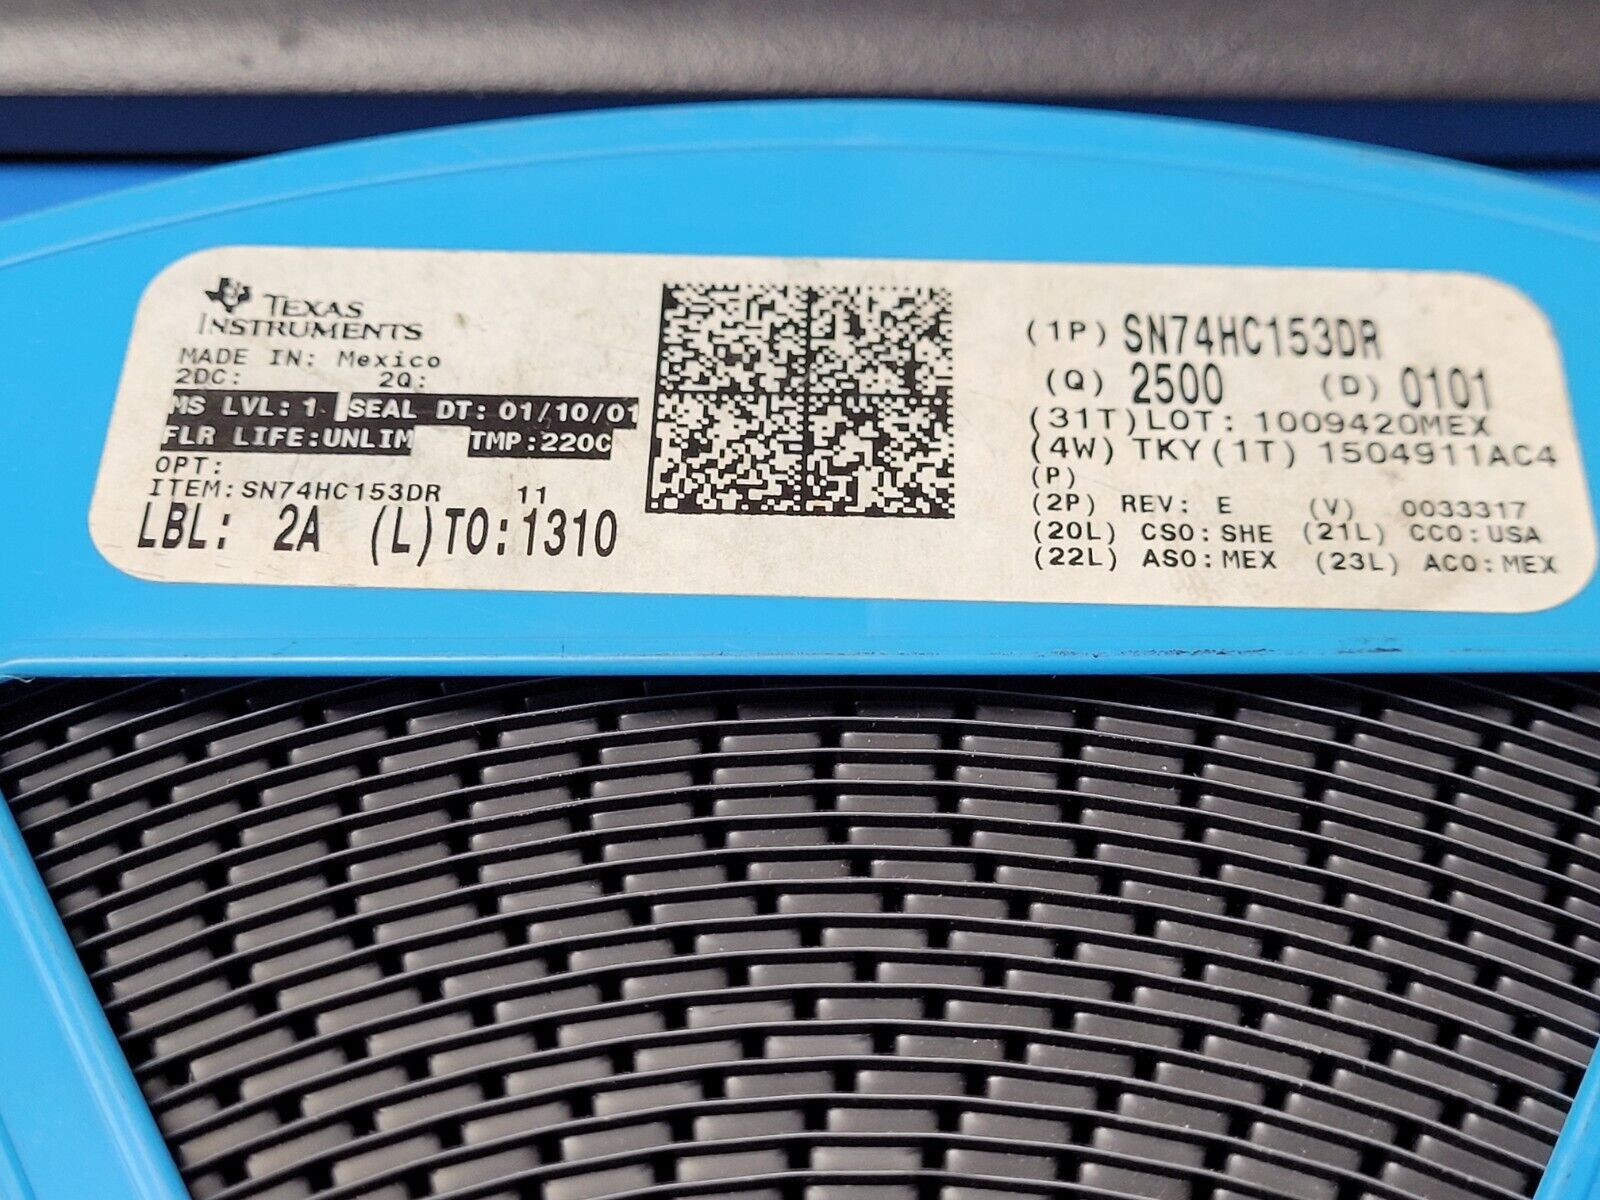 TEXAS
INSTRUMENTS
MADE IN: Mexico
2DC: 2Q:
MS LVL: 1 SEAL DT: 01/10/01
FLR LIFE:UNLIM TMP:220C
OPT:
ITEM:SN74HC153DR 11
LBL: 2A (L)TO:1310
(1P) SN74HC153DR
(Q) 2500 (D) 0101
(31T)LOT: 1009420MEX
(4W) TKY(1T) 1504911AC4
(P)
(2P) REV: E (V) 0033317
(20L) CSO:SHE (21L) CCO:USA
(22L) ASO:MEX (23L) ACO:MEX